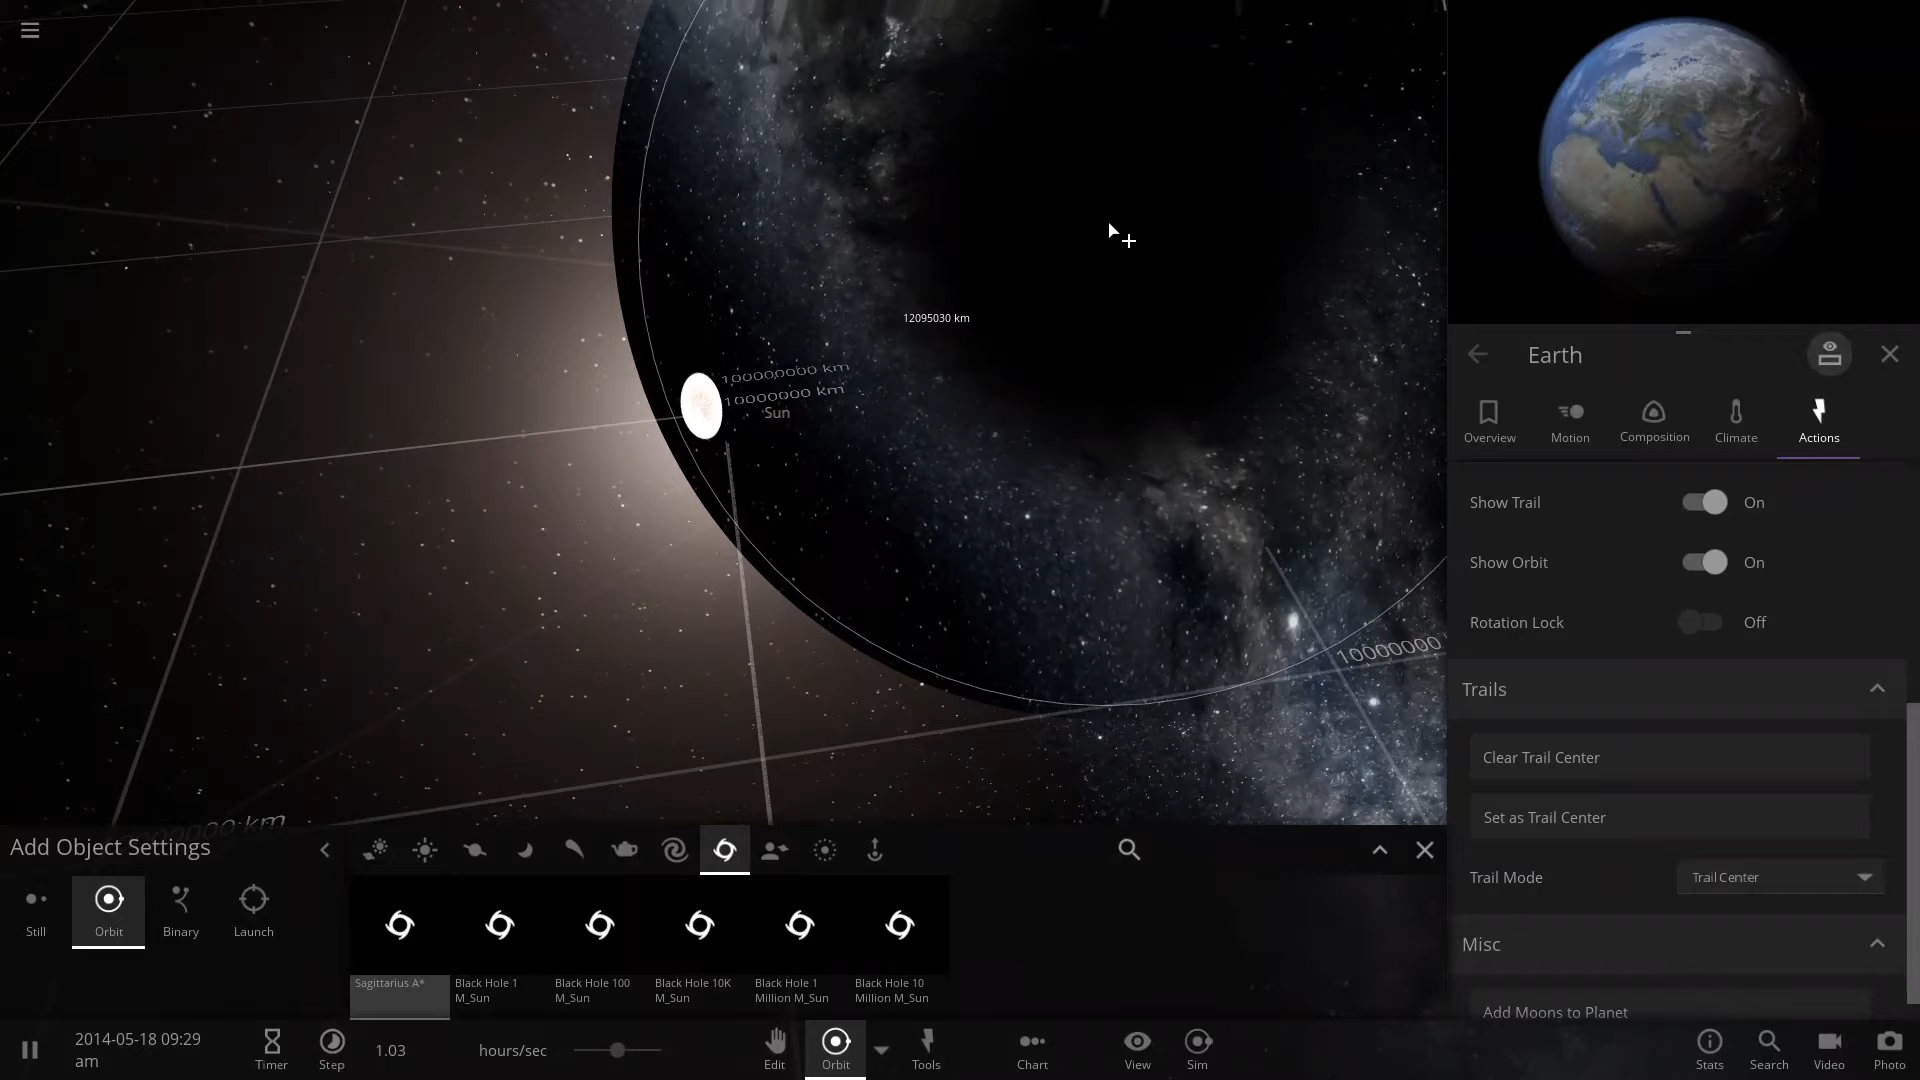 12095030 km
100000000 km
10000000 km
Sun
10000000
Earth
Overview
Motion
Composition
Climate
Actions
Show Trail
On
Show Orbit
On
Rotation Lock
Off
Trails
Clear Trail Center
Set as Trail Center
Trail Mode
Trail Center
Misc
Add Moons to Planet
Add Object Settings
Still
Orbit
Binary
Launch
Sagittarius A*
Black Hole 1
M_Sun
Black Hole 100
M_Sun
Black Hole 10K
M_Sun
Black Hole 1
Million M_Sun
Black Hole 10
Million M_Sun
2014-05-18 09:29
am
Timer
Step
1.03
hours/sec
Edit
Orbit
Tools
Chart
View
Sim
Stats
Search
Video
Photo